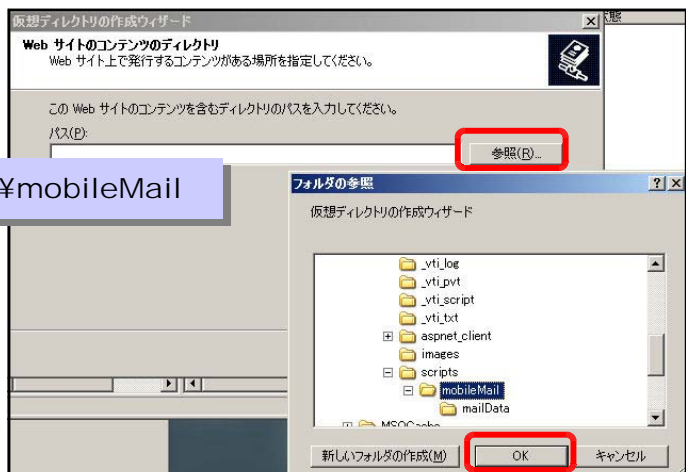 仮想ディレクトリの作成ウィザード
Web サイトのコンテンツのディレクトリ
Web サイト上で発行するコンテンツがある場所を指定してください。
この Web サイトのコンテンツを含むディレクトリのパスを入力してください。
パス(P):
参照(R)...
¥mobileMail
フォルダの参照
仮想ディレクトリの作成ウィザード
_vti_log
_vti_pvt
_vti_script
_vti_txt
aspnet_client
images
scripts
mobileMail
mailData
MSOCache
新しいフォルダの作成(M)
OK
キャンセル